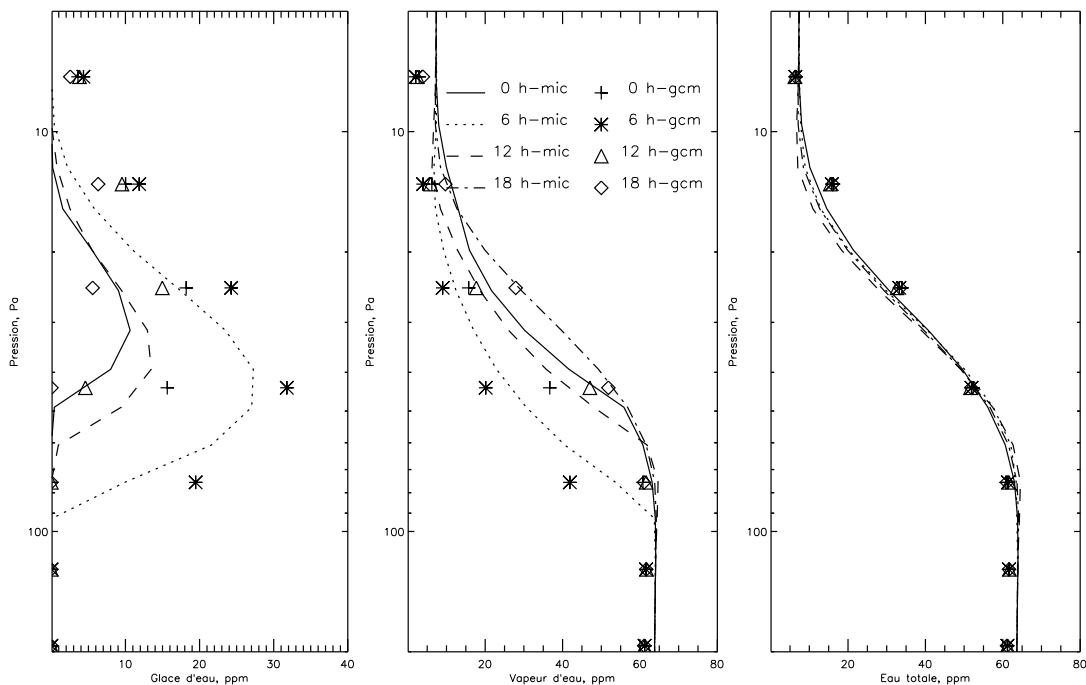 Pression, Pa
10
100
10
20
30
40
Glace d'eau, ppm
Pression, Pa
10
100
20
40
60
80
Vapeur d'eau, ppm
0 h-mic
0 h-gcm
6 h-mic
6 h-gcm
12 h-mic
12 h-gcm
18 h-mic
18 h-gcm
Pression, Pa
10
100
20
40
60
80
Eau totale, ppm